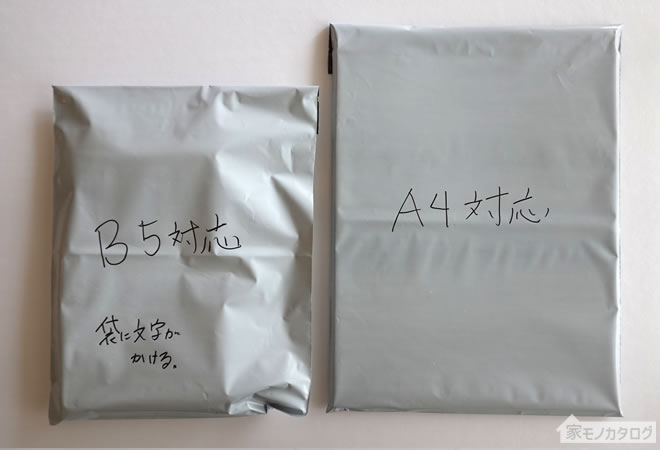 B5対応
袋に文字が
かける。
A4対応
家モノカタログ